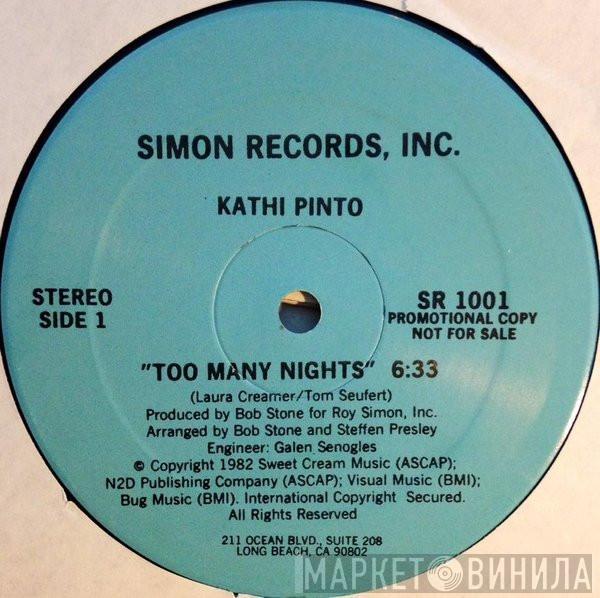 SIMON RECORDS, INC.
KATHI PINTO
STEREO
SIDE 1
SR 1001
PROMOTIONAL COPY
NOT FOR SALE
"TOO MANY NIGHTS" 6:33
(Laura Creamer/Tom Seufert)
Produced by Bob Stone for Roy Simon, Inc.
Arranged by Bob Stone and Steffen Presley
Engineer: Galen Senogles
© Copyright 1982 Sweet Cream Music (ASCAP);
N2D Publishing Company (ASCAP); Visual Music (BMI);
Bug Music (BMI). International Copyright Secured.
All Rights Reserved
211 OCEAN BLVD., SUITE 208
LONG BEACH, CA 90802
МАРКЕТ ВИНИЛА